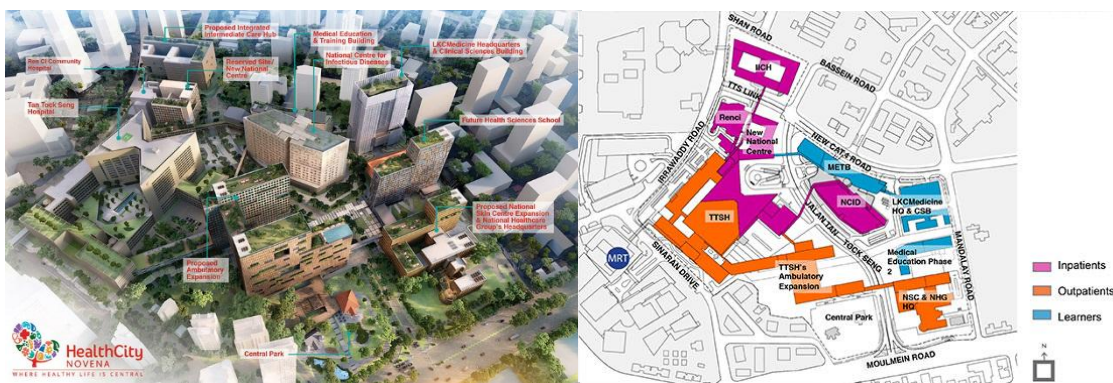 Proposed Integrated
Intermediate Care Hub
Medical Education
& Training Building
LKCMedicine Headquarters
& Clinical Sciences Building
Ren Ci Community
Hospital
Reserved Site/
New National
Centre
National Centre for
Infectious Diseases
Tan Tock Seng
Hospital
Future Health Sciences School
Proposed National
Skin Centre Expansion
& National Healthcare
Group's Headquarters
Proposed
Ambulatory
Expansion
Central Park
HealthCity
NOVENA
WHERE HEALTHY LIFE IS CENTRAL
SHAN ROAD
IICH
BASSEIN ROAD
TTS LINK
Renci
New
National
Centre
NEW CAT 4 ROAD
IRRAWADDY ROAD
METB
NCID
LKCMedicine
HQ & CSB
TTSH
JALAN TAN TOCK SENG
Medical
Education Phase
2
MANDALAY ROAD
MRT
SINARAN DRIVE
TTSH's
Ambulatory
Expansion
NSC & NHG
HQ
Central Park
MOULMEIN ROAD
Inpatients
Outpatients
Learners
N